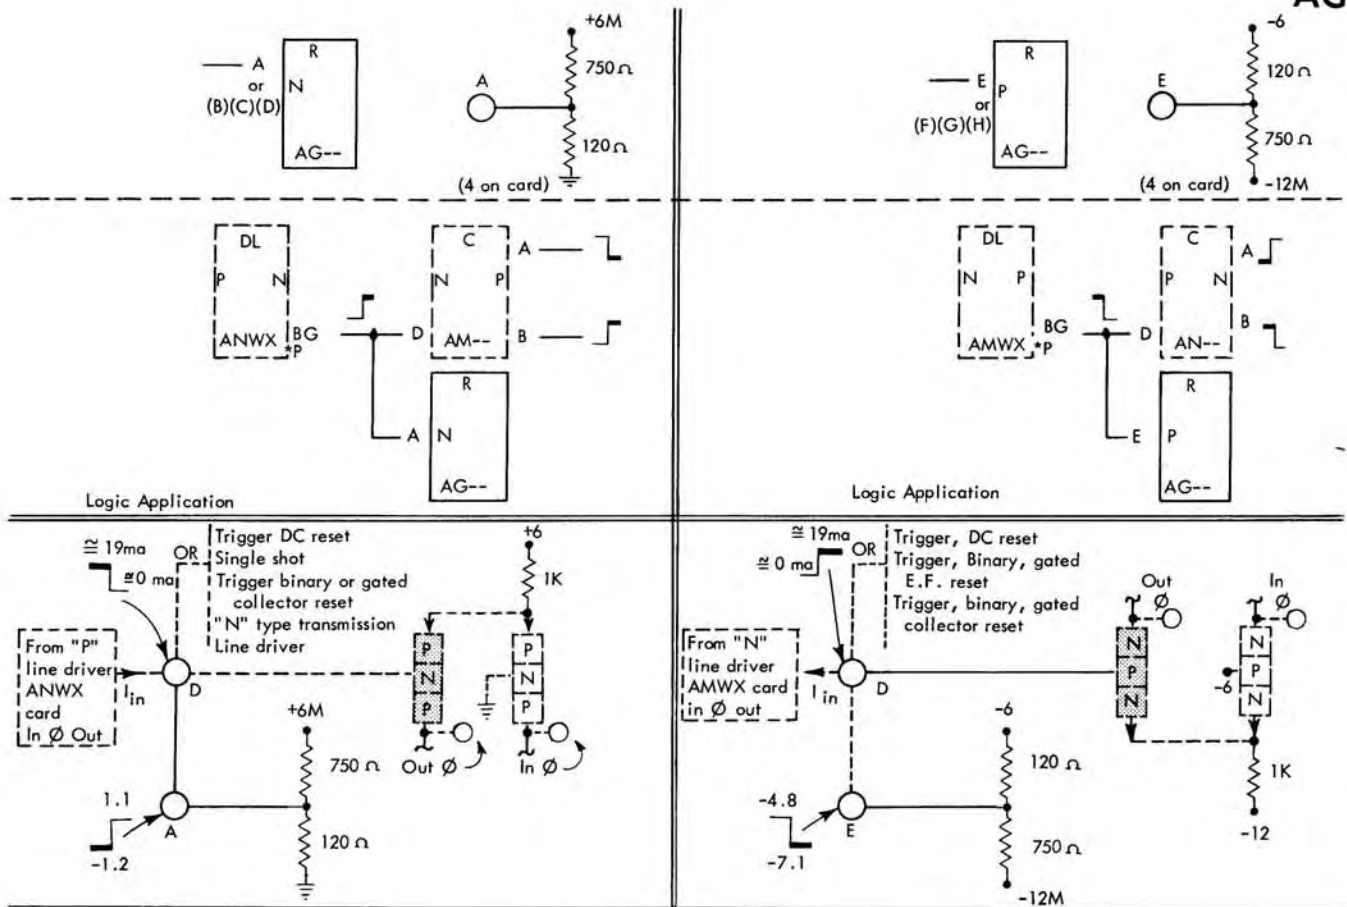 AG
R
A
or
(B)(C)(D)
N
AG--
+6M
750 Ω
A
120 Ω
(4 on card)
R
E
or
(F)(G)(H)
P
AG--
-6
120 Ω
E
750 Ω
-12M
(4 on card)
DL
P N
ANWX
BG
*P
D
C
N P
AM--
A
B
R
A N
AG--
Logic Application
DL
N P
AMWX
BG
*P
D
C
P N
AN--
A
B
R
E P
AG--
Logic Application
≅ 19ma
≅0 ma
OR
Trigger DC reset
Single shot
Trigger binary or gated
collector reset
"N" type transmission
Line driver
From "P"
line driver
ANWX
card
In Ø Out
I in
D
+6
1K
P
N
P
P
N
P
Out Ø
In Ø
+6M
750 Ω
120 Ω
1.1
-1.2
A
≅ 19ma
≅ 0 ma
OR
Trigger, DC reset
Trigger, Binary, gated
E.F. reset
Trigger, binary, gated
collector reset
From "N"
line driver
AMWX card
in Ø out
I in
D
Out
Ø
In
Ø
N
P
N
-6
N
P
N
1K
-12
-6
120 Ω
750 Ω
-12M
-4.8
-7.1
E